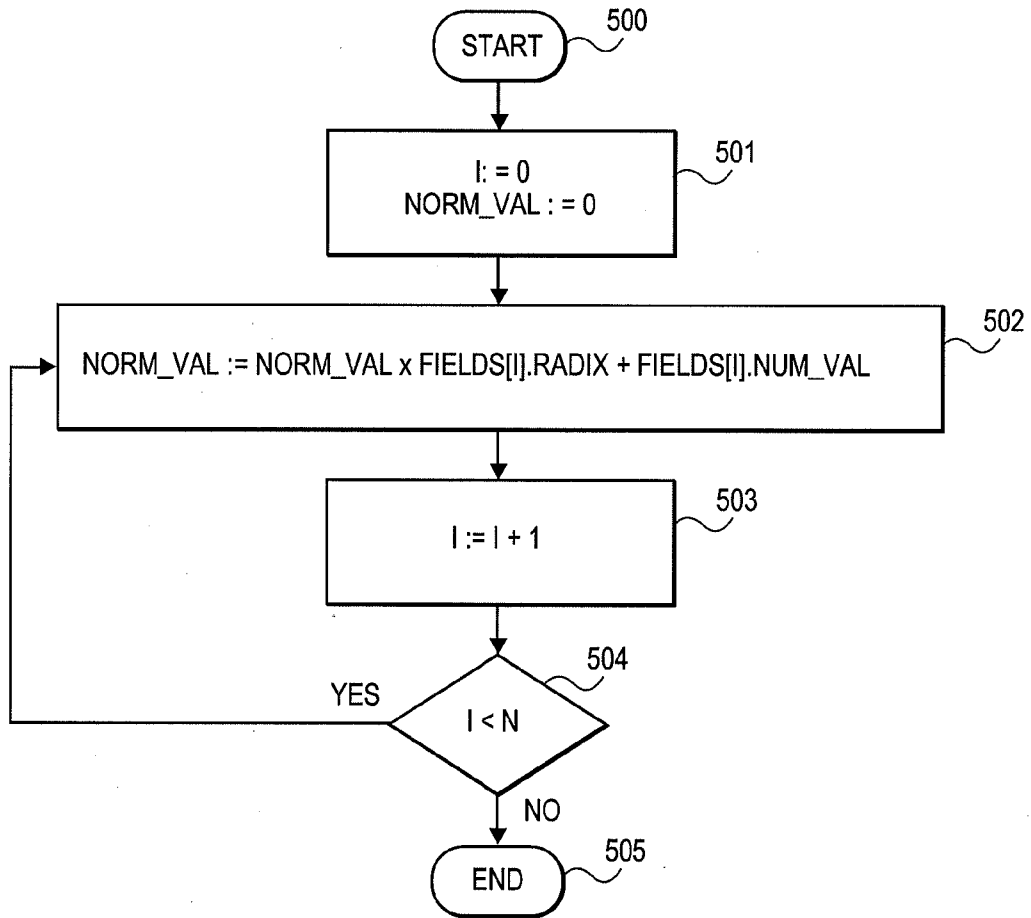 START
500
I: = 0
NORM_VAL : = 0
501
NORM_VAL := NORM_VAL x FIELDS[I].RADIX + FIELDS[I].NUM_VAL
502
I := I + 1
503
I < N
504
YES
NO
END
505